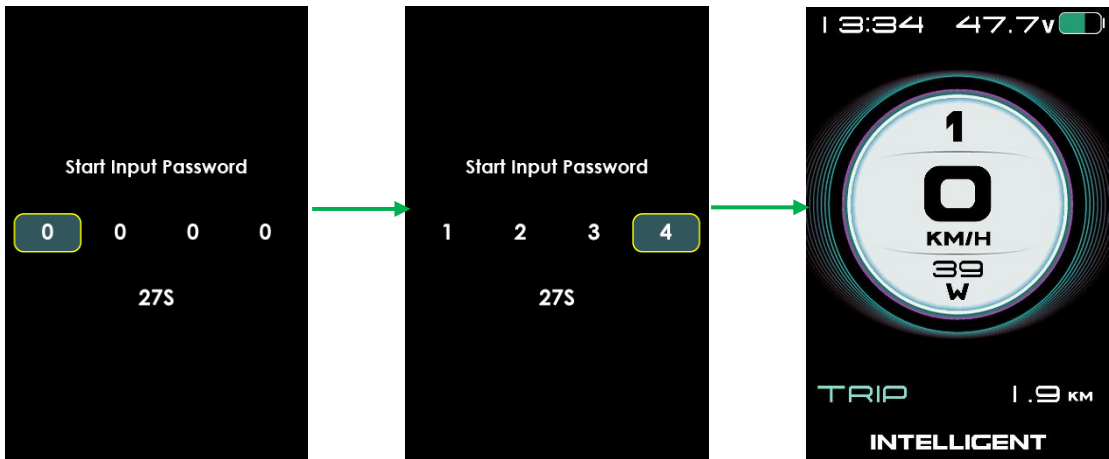 Start Input Password
0 0 0 0
27S
Start Input Password
1 2 3 4
27S
13:34 47.7V
1
0
KM/H
39
W
TRIP 1.9 KM
INTELLIGENT